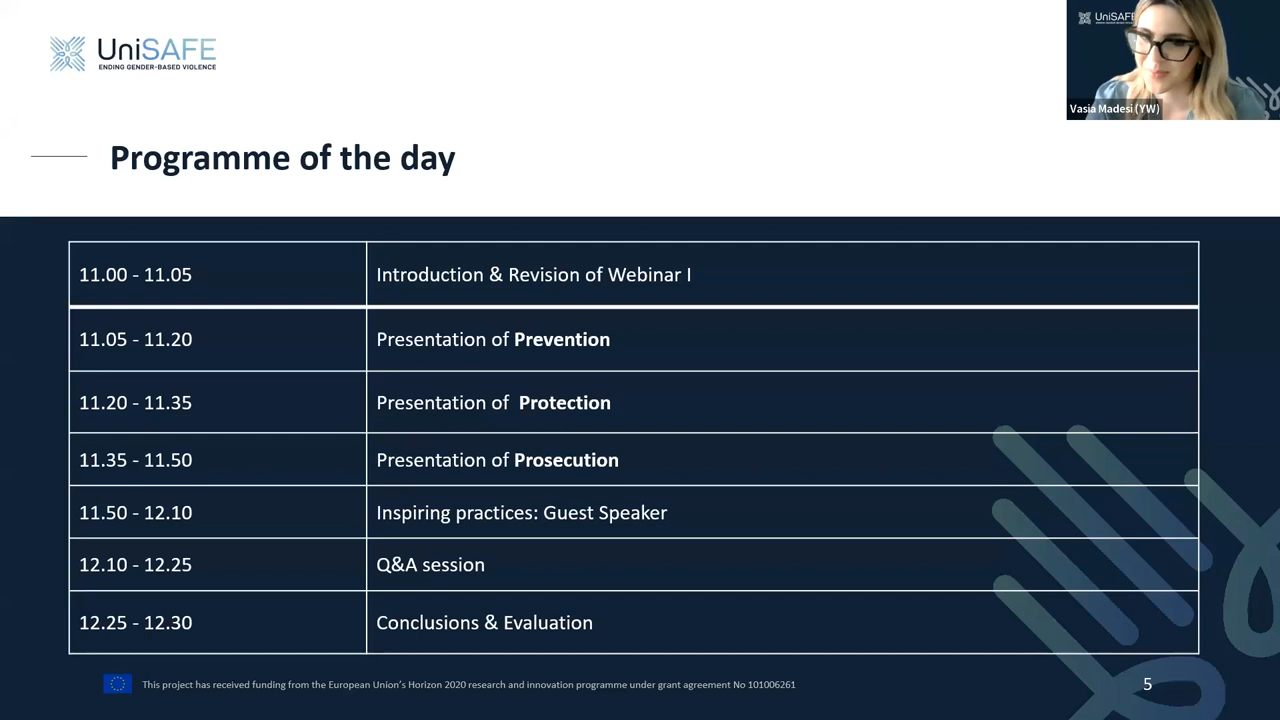 UniSAFE
ENDING GENDER-BASED VIOLENCE
UniSAFE
Vasia Madesi (YW)
Programme of the day
11.00 - 11.05 Introduction & Revision of Webinar I
11.05 - 11.20 Presentation of Prevention
11.20 - 11.35 Presentation of Protection
11.35 - 11.50 Presentation of Prosecution
11.50 - 12.10 Inspiring practices: Guest Speaker
12.10 - 12.25 Q&A session
12.25 - 12.30 Conclusions & Evaluation
This project has received funding from the European Union's Horizon 2020 research and innovation programme under grant agreement No 101006261
5